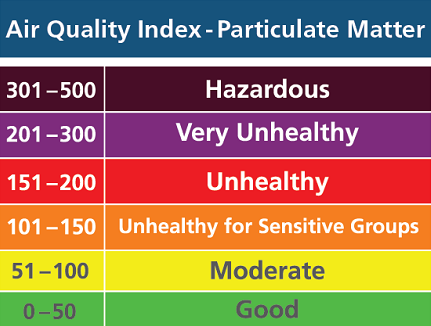 Air Quality Index - Particulate Matter
301–500 Hazardous
201–300 Very Unhealthy
151–200 Unhealthy
101–150 Unhealthy for Sensitive Groups
51–100 Moderate
0–50 Good